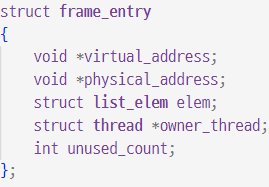 struct frame_entry
{
    void *virtual_address;
    void *physical_address;
    struct list_elem elem;
    struct thread *owner_thread;
    int unused_count;
};